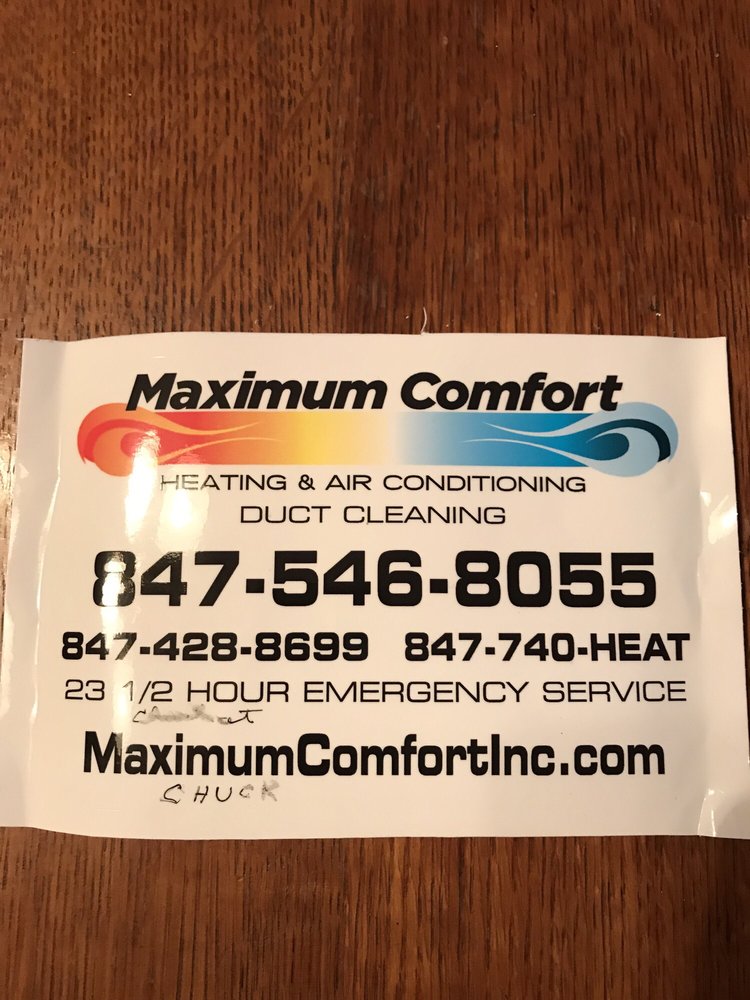 Maximum Comfort
HEATING & AIR CONDITIONING
DUCT CLEANING
847-546-8055
847-428-8699 847-740-HEAT
23 1/2 HOUR EMERGENCY SERVICE
MaximumComfortInc.com
CHUCK